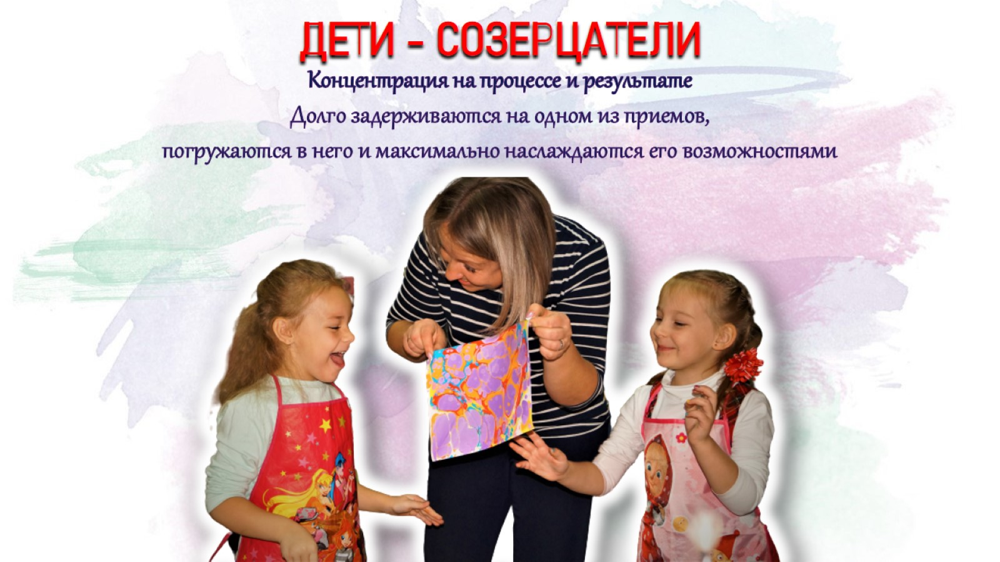 ДЕТИ - СОЗЕРЦАТЕЛИ
Концентрация на процессе и результате
Долго задерживаются на одном из приемов,
погружаются в него и максимально наслаждаются его возможностями